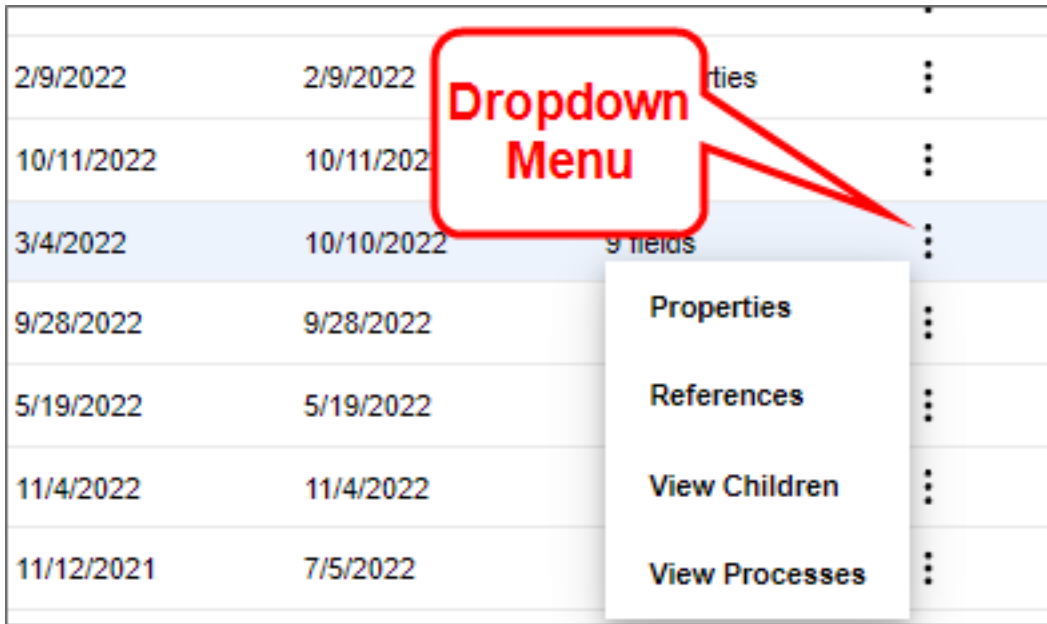 2/9/2022 2/9/2022 rties
Dropdown
Menu
10/11/2022 10/11/202
3/4/2022 10/10/2022 9 fields
Properties
9/28/2022 9/28/2022
References
5/19/2022 5/19/2022
View Children
11/4/2022 11/4/2022
View Processes
11/12/2021 7/5/2022